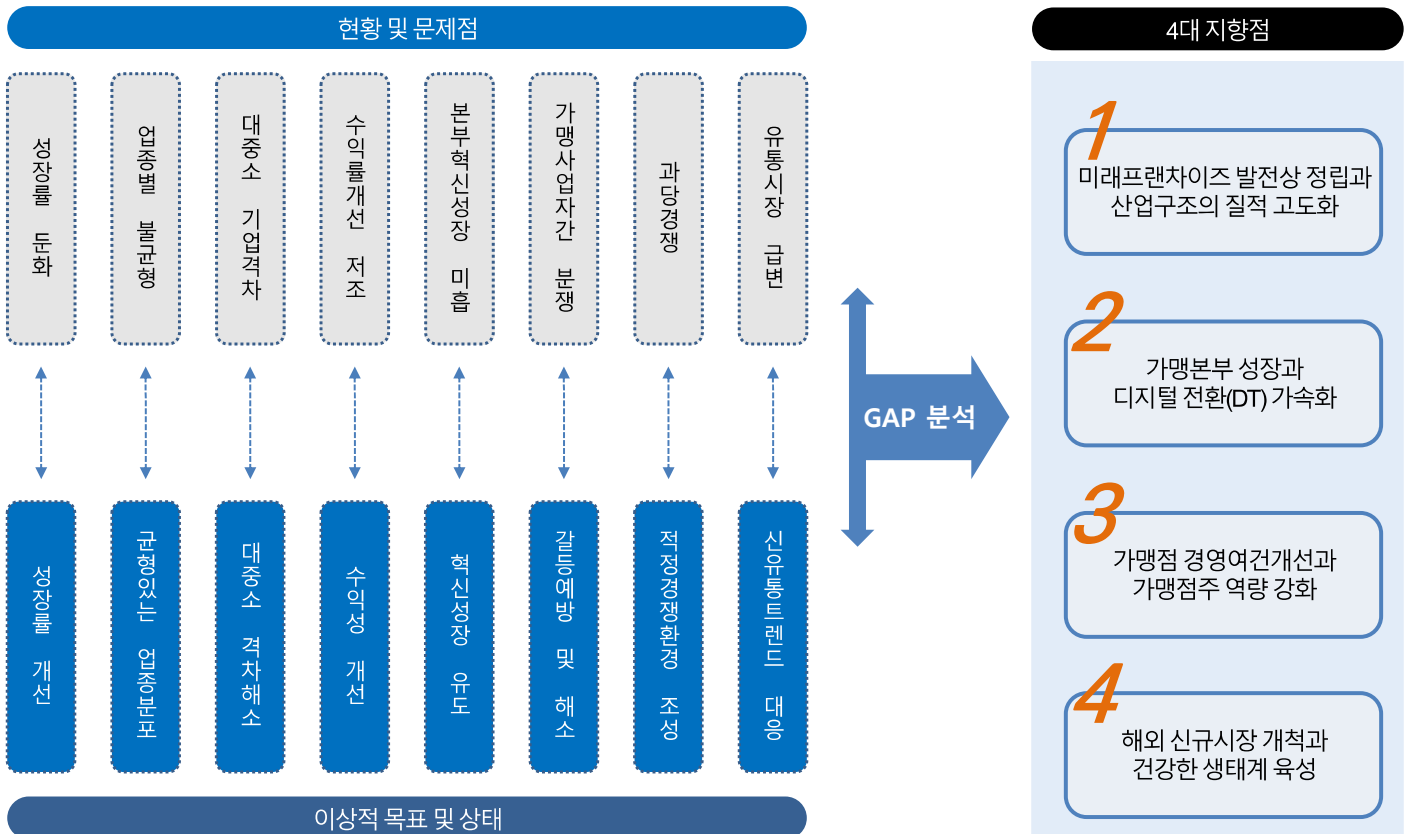 현황 및 문제점
성장률 둔화
업종별 불균형
대중소 기업격차
수익률개선 저조
본부혁신성장 미흡
가맹사업자간 분쟁
과당경쟁
유통시장 급변
성장률 개선
균형있는 업종분포
대중소 격차해소
수익성 개선
혁신성장 유도
갈등예방 및 해소
적정경쟁환경 조성
신유통트렌드 대응
이상적 목표 및 상태
GAP 분석
4대 지향점
1
미래프랜차이즈 발전상 정립과
산업구조의 질적 고도화
2
가맹본부 성장과
디지털 전환(DT) 가속화
3
가맹점 경영여건개선과
가맹점주 역량 강화
4
해외 신규시장 개척과
건강한 생태계 육성